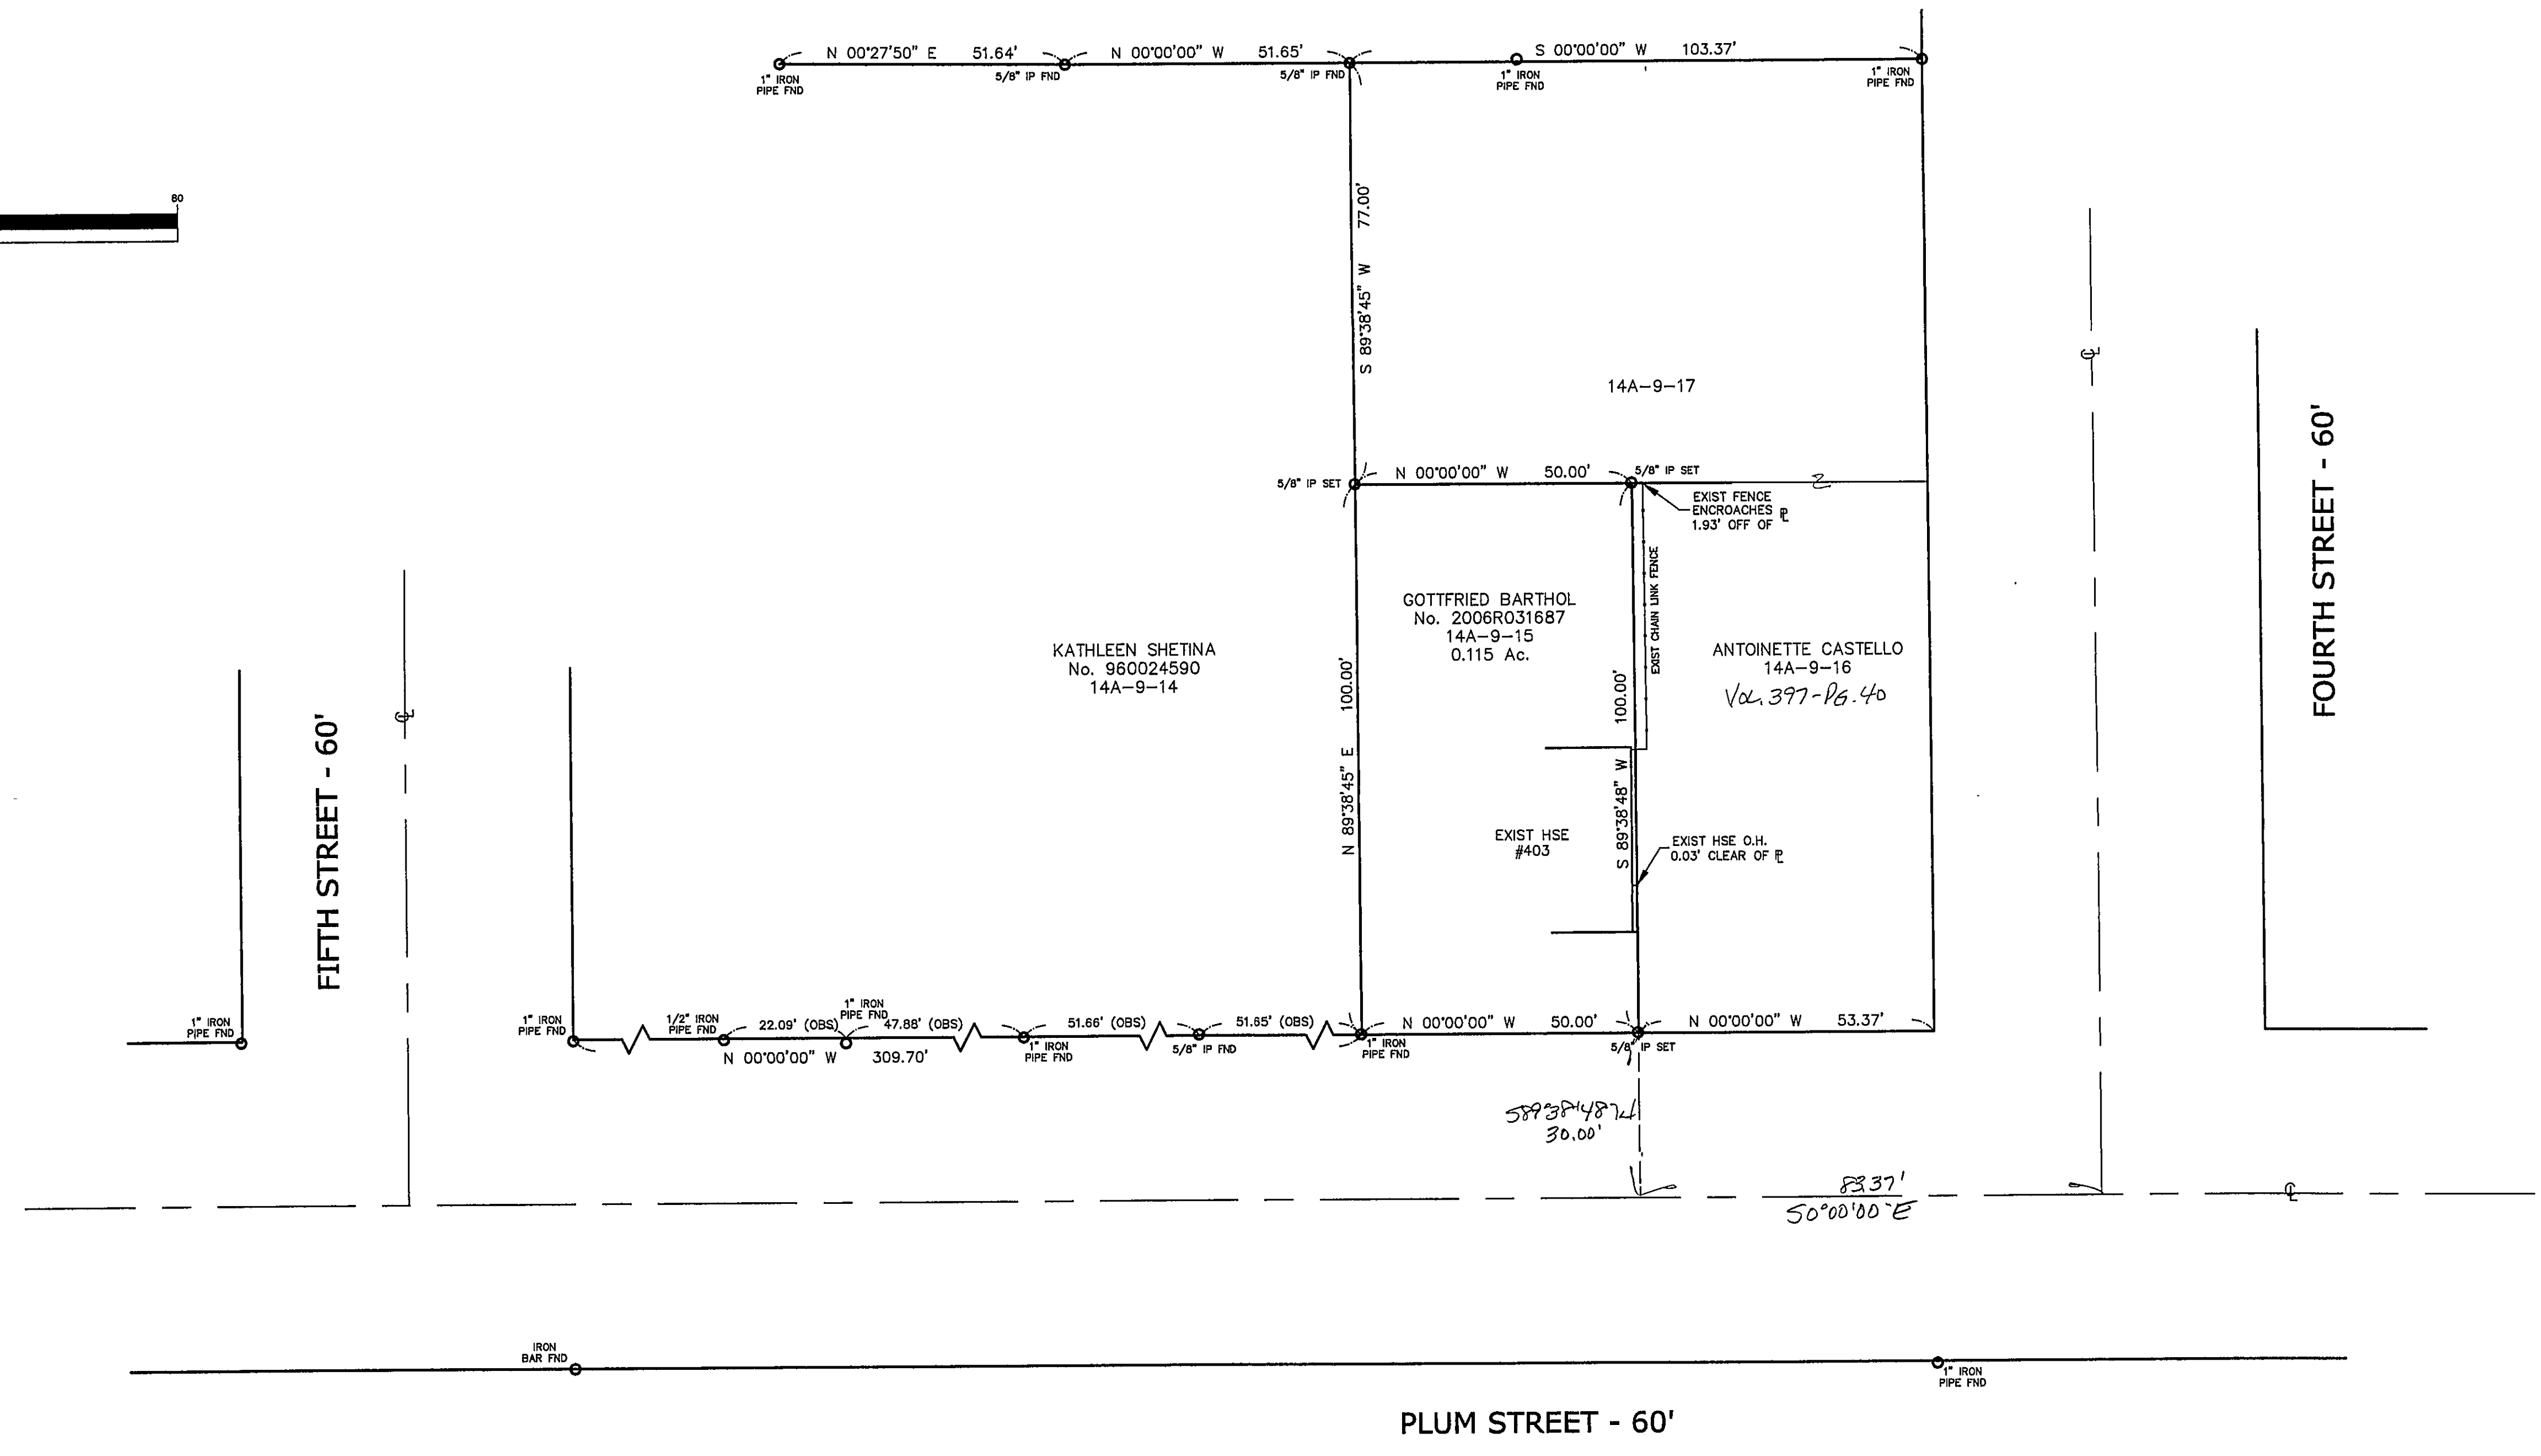 N 00°27'50" E 51.64'
N 00°00'00" W 51.65'
S 00°00'00" W 103.37'
1" IRON
PIPE FND
5/8" IP FND
5/8" IP FND
1" IRON
PIPE FND
1" IRON
PIPE FND
80
S 89°38'45" W 77.00'
14A-9-17
5/8" IP SET
N 00°00'00" W 50.00'
5/8" IP SET
2
EXIST FENCE
ENCROACHES
1.93' OFF OF PL
EXIST CHAIN LINK FENCE
GOTTFRIED BARTHOL
No. 2006R031687
14A-9-15
0.115 Ac.
KATHLEEN SHETINA
No. 960024590
14A-9-14
ANTOINETTE CASTELLO
14A-9-16
VOL. 397-PG. 40
N 89°38'45" E 100.00'
S 89°38'48" W 100.00'
EXIST HSE
#403
EXIST HSE O.H.
0.03' CLEAR OF PL
FIFTH STREET - 60'
CL
FOURTH STREET - 60'
CL
1" IRON
PIPE FND
1" IRON
PIPE FND
1/2" IRON
PIPE FND
22.09' (OBS)
1" IRON
PIPE FND
47.88' (OBS)
51.66' (OBS)
51.65' (OBS)
N 00°00'00" W 309.70'
1" IRON
PIPE FND
5/8" IP FND
1" IRON
PIPE FND
N 00°00'00" W 50.00'
5/8" IP SET
N 00°00'00" W 53.37'
30.00'
83.37'
S0°00'00"E
CL
IRON
BAR FND
1" IRON
PIPE FND
PLUM STREET - 60'